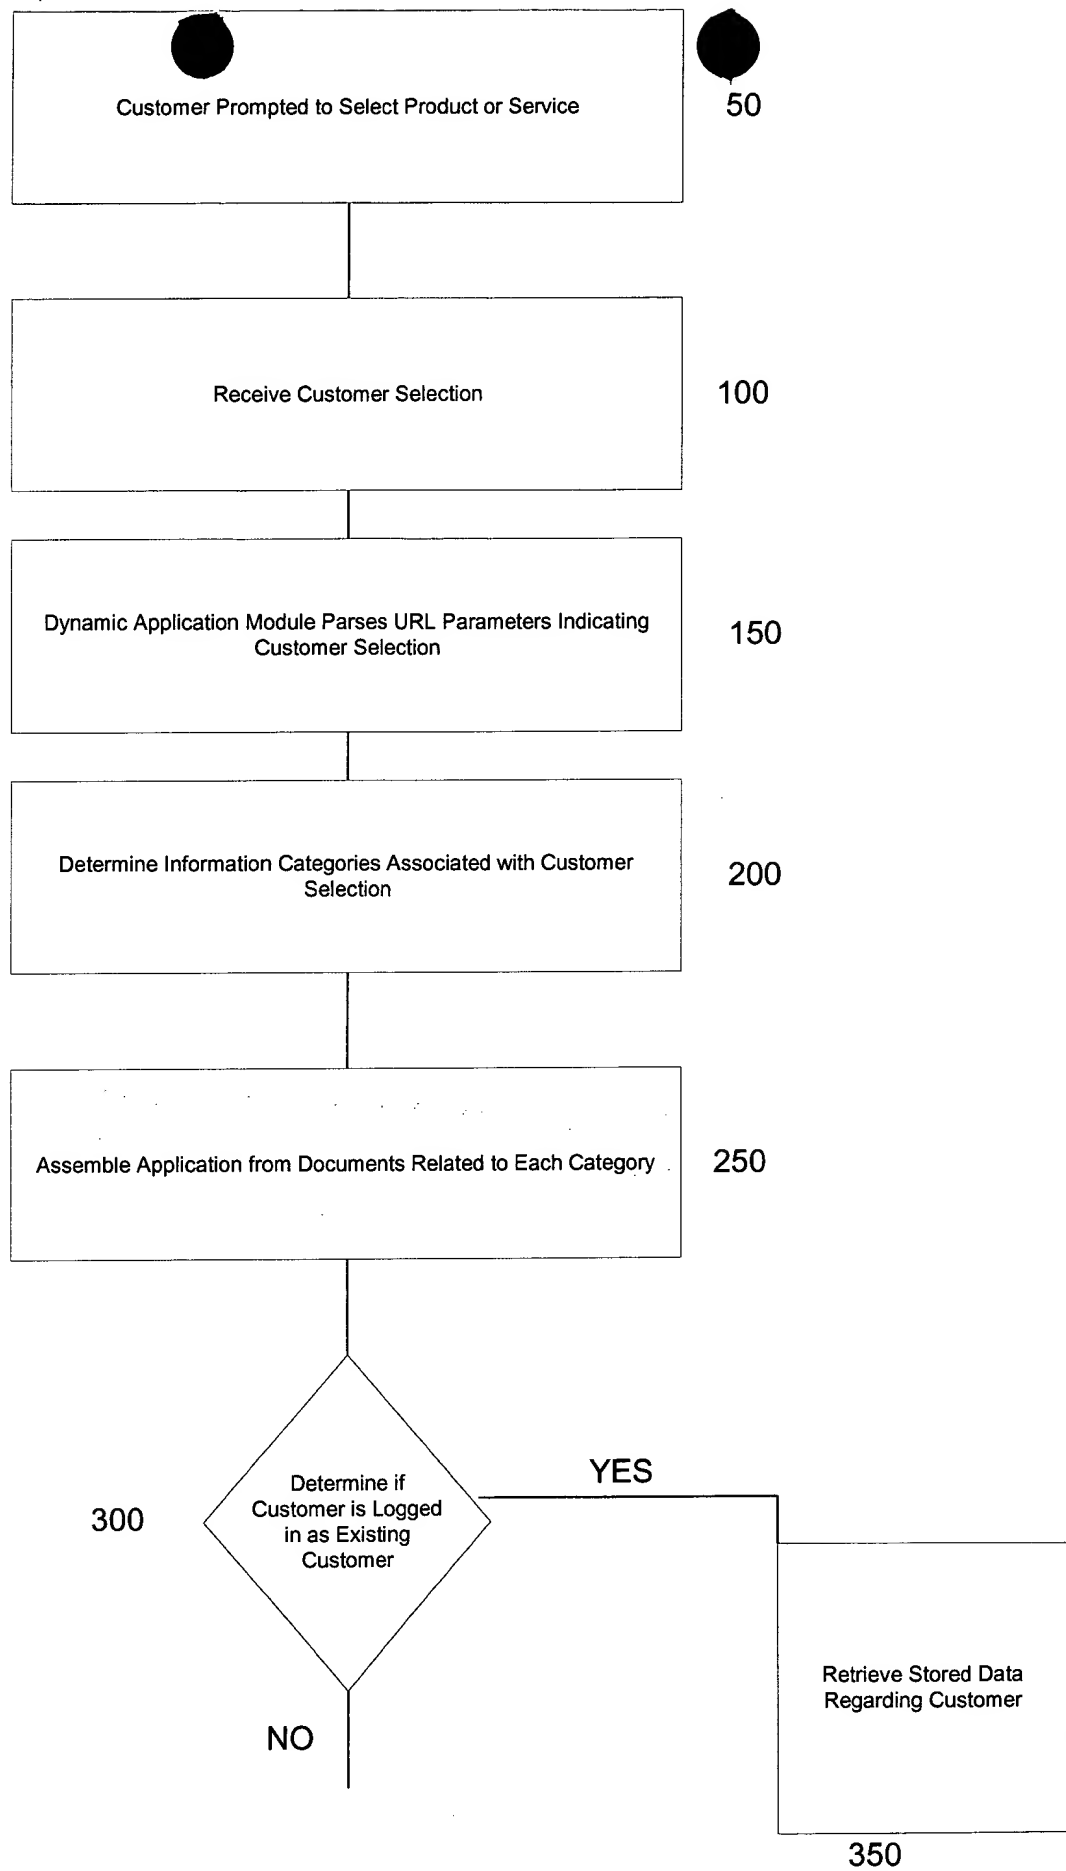 Customer Prompted to Select Product or Service
50
Receive Customer Selection
100
Dynamic Application Module Parses URL Parameters Indicating
Customer Selection
150
Determine Information Categories Associated with Customer
Selection
200
Assemble Application from Documents Related to Each Category
250
YES
Determine if
Customer is Logged
in as Existing
Customer
300
Retrieve Stored Data
Regarding Customer
NO
350